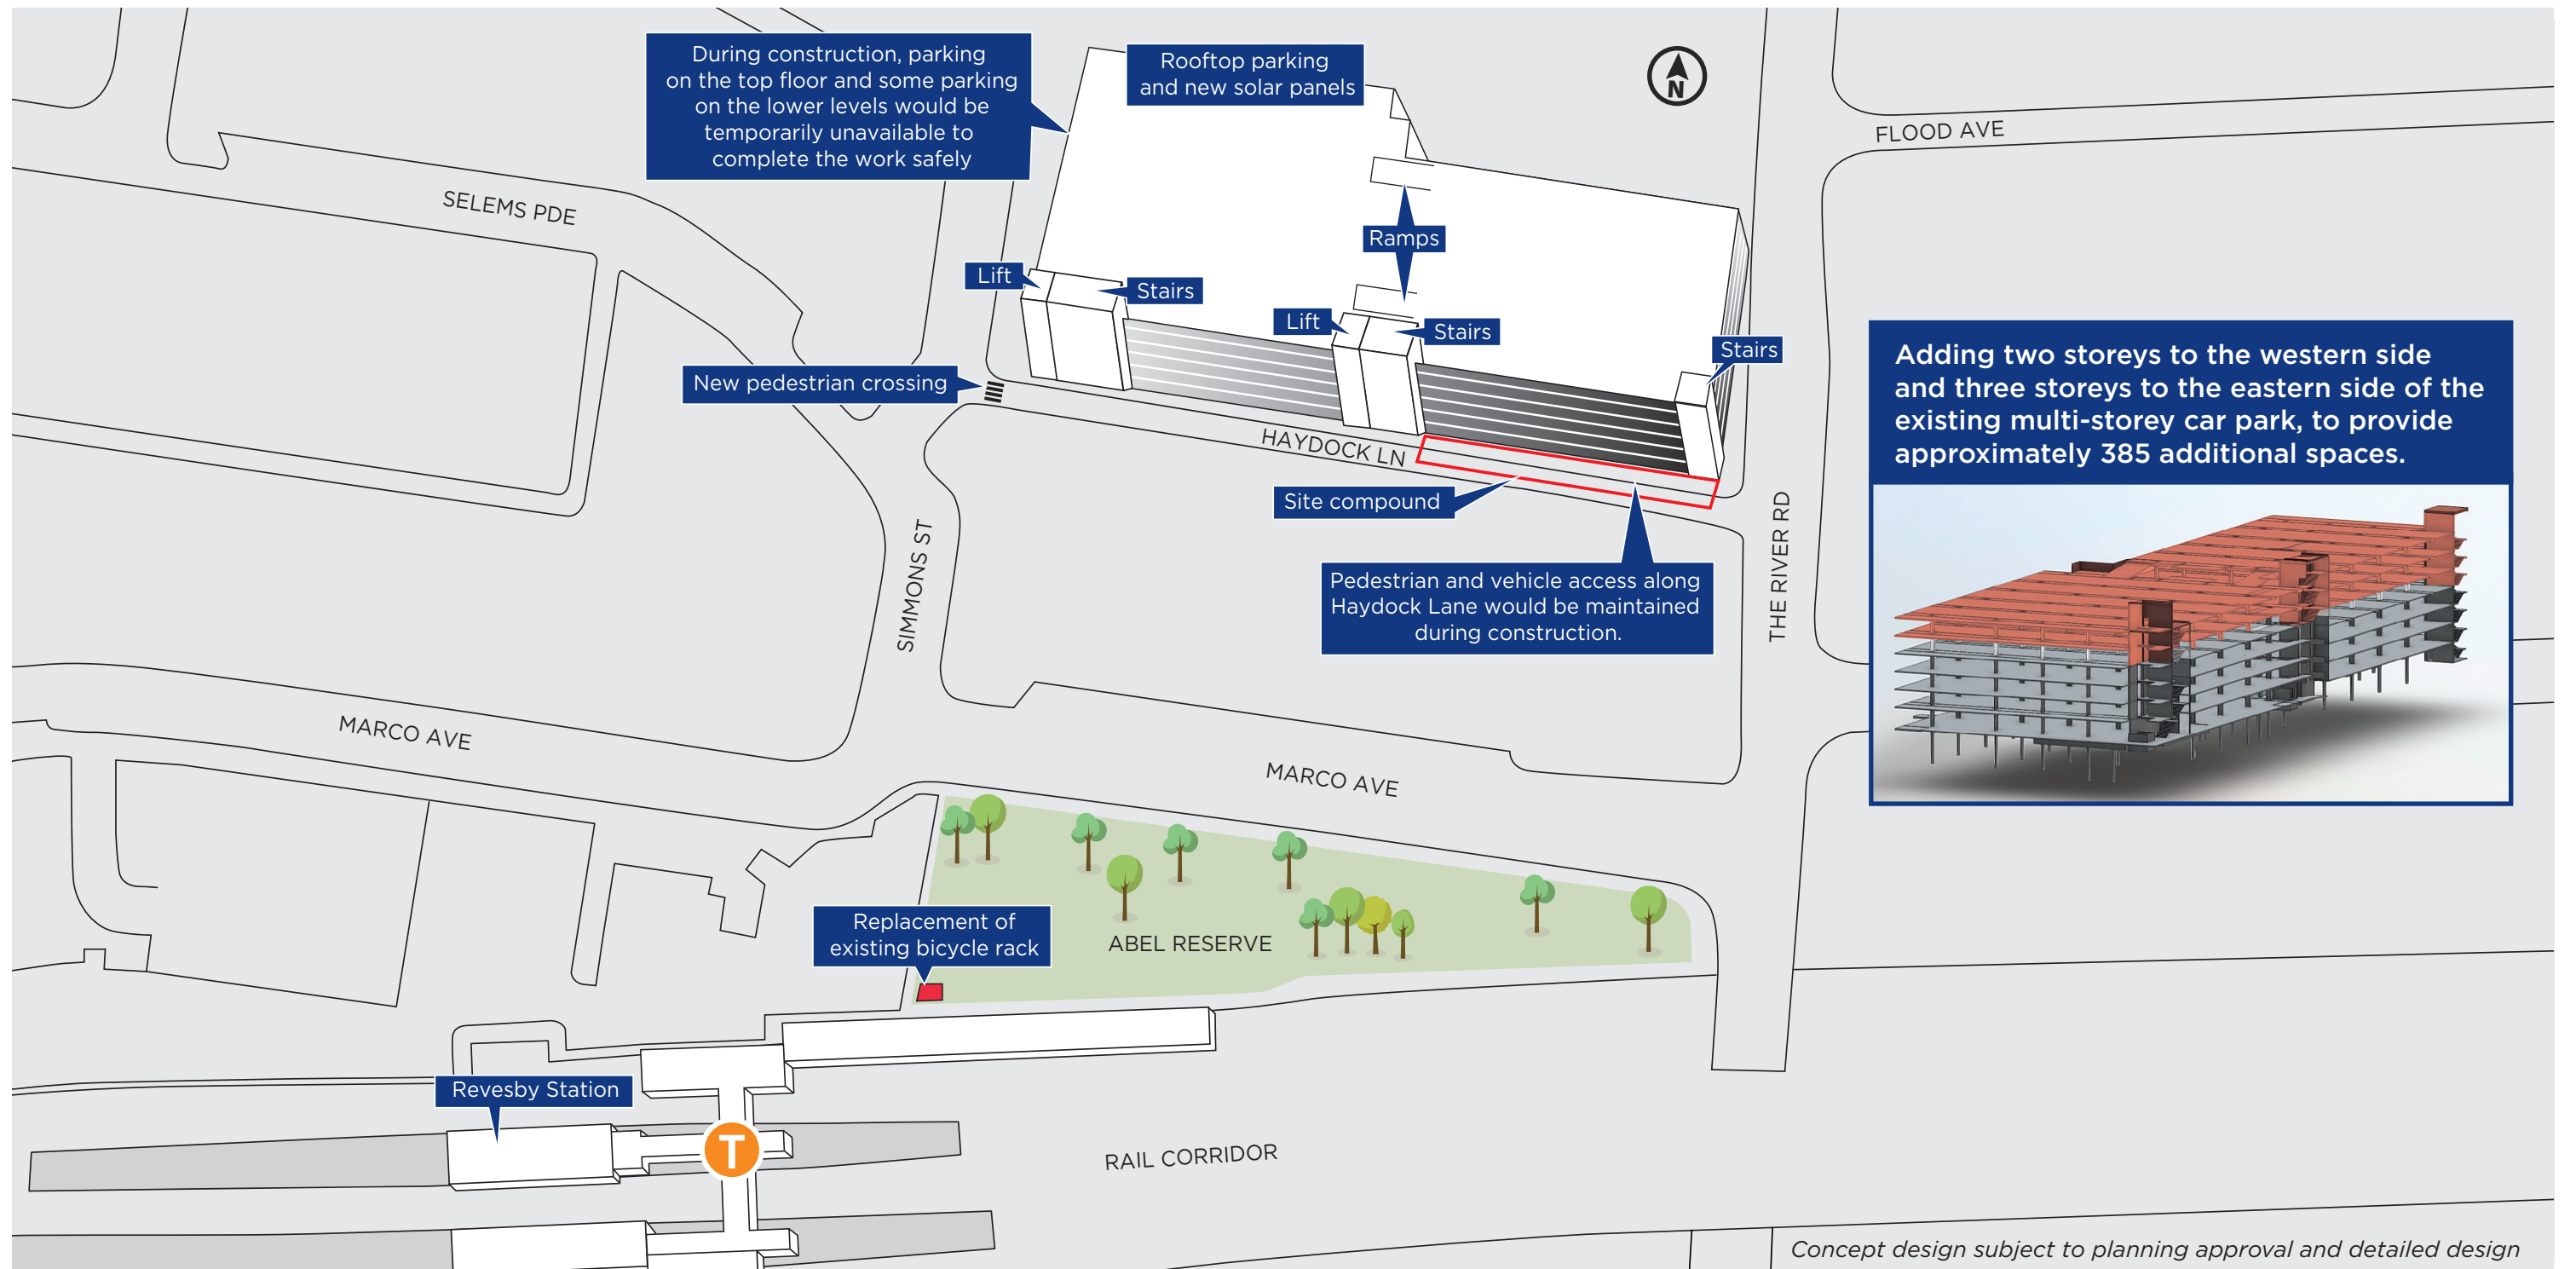 During construction, parking
on the top floor and some parking
on the lower levels would be
temporarily unavailable to
complete the work safely
Rooftop parking
and new solar panels
N
FLOOD AVE
SELEMS PDE
Ramps
Lift
Stairs
Lift
Stairs
Stairs
New pedestrian crossing
Adding two storeys to the western side
and three storeys to the eastern side of the
existing multi-storey car park, to provide
approximately 385 additional spaces.
HAYDOCK LN
Site compound
SIMMONS ST
THE RIVER RD
Pedestrian and vehicle access along
Haydock Lane would be maintained
during construction.
MARCO AVE
MARCO AVE
Replacement of
existing bicycle rack
ABEL RESERVE
Revesby Station
T
RAIL CORRIDOR
Concept design subject to planning approval and detailed design